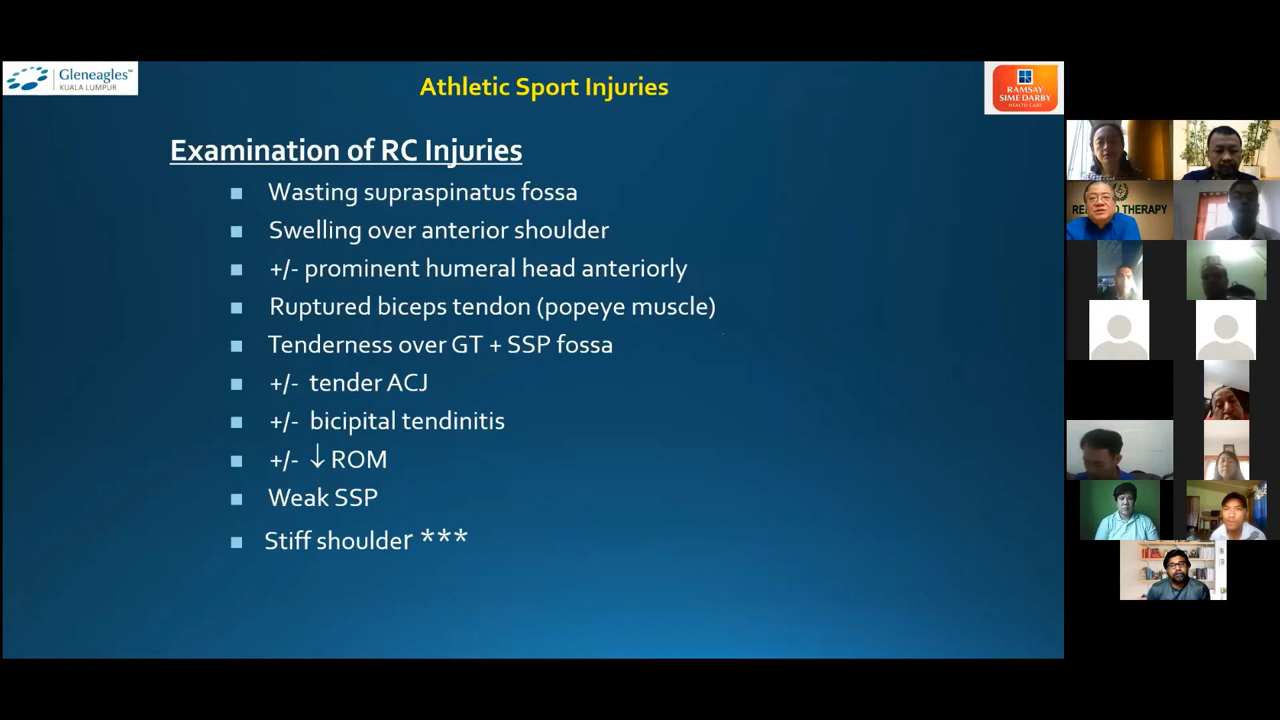 Gleneagles™
KUALA LUMPUR
Athletic Sport Injuries
RAMSAY
SIME DARBY
HEALTH CARE
Examination of RC Injuries
Wasting supraspinatus fossa
Swelling over anterior shoulder
+/- prominent humeral head anteriorly
Ruptured biceps tendon (popeye muscle)
Tenderness over GT + SSP fossa
+/- tender ACJ
+/- bicipital tendinitis
+/- ↓ ROM
Weak SSP
Stiff shoulder ***
THERAPY